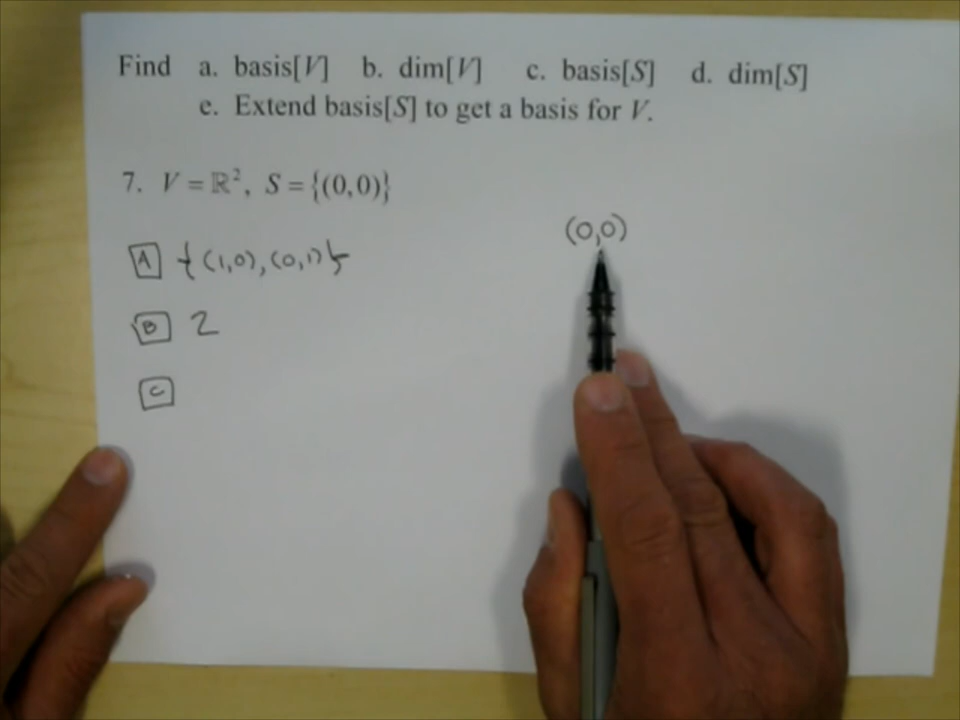 Find a. basis[V] b. dim[V] c. basis[S] d. dim[S]
e. Extend basis[S] to get a basis for V.
7. V = ℝ², S = {(0,0)}
(0,0)
A {(1,0),(0,1)}
B 2
C